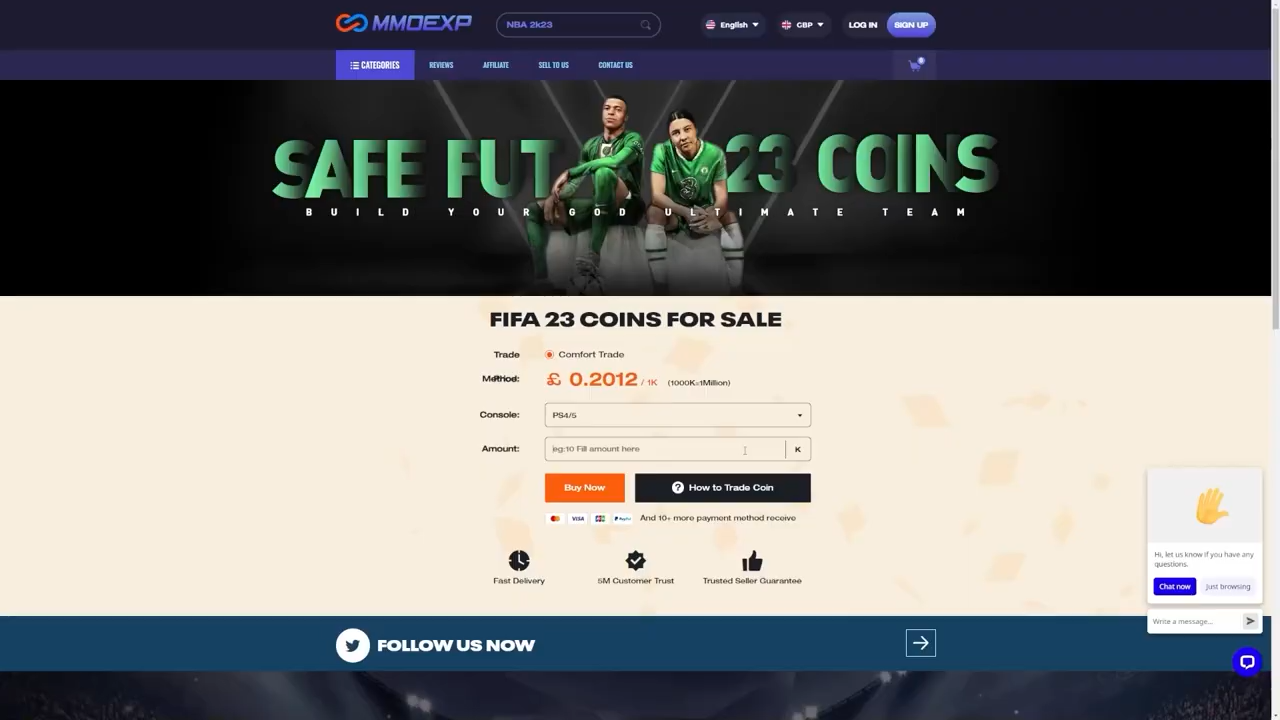 MMOEXP
NBA 2k23
English
GBP
LOG IN
SIGN UP
CATEGORIES
REVIEWS
AFFILIATE
SELL TO US
CONTACT US
0
SAFE FUT 23 COINS
BUILD YOUR GOD ULTIMATE TEAM
FIFA 23 COINS FOR SALE
Trade
Comfort Trade
Method:
£ 0.2012 / 1K (1000K=1Million)
Console:
PS4/5
Amount:
eg:10 Fill amount here
K
Buy Now
? How to Trade Coin
VISA
JCB
PayPal
And 10+ more payment method receive
Fast Delivery
5M Customer Trust
Trusted Seller Guarantee
Hi, let us know if you have any
questions.
Chat now
Just browsing
Write a message...
FOLLOW US NOW